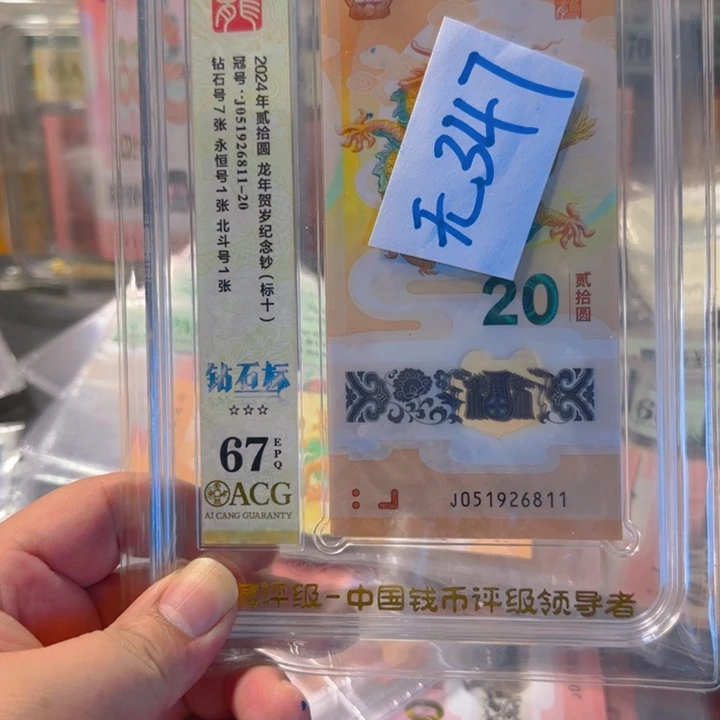 龍
2024年贰拾圆 龙年贺岁纪念钞（标十）
冠号：J051926811-20
钻石号7张 永恒号1张 北斗号1张
钻石标
☆☆☆
67 EPQ
ACG
AI CANG GUARANTY
无347
20
贰拾圆
J051926811
评级-中国钱币评级领导者